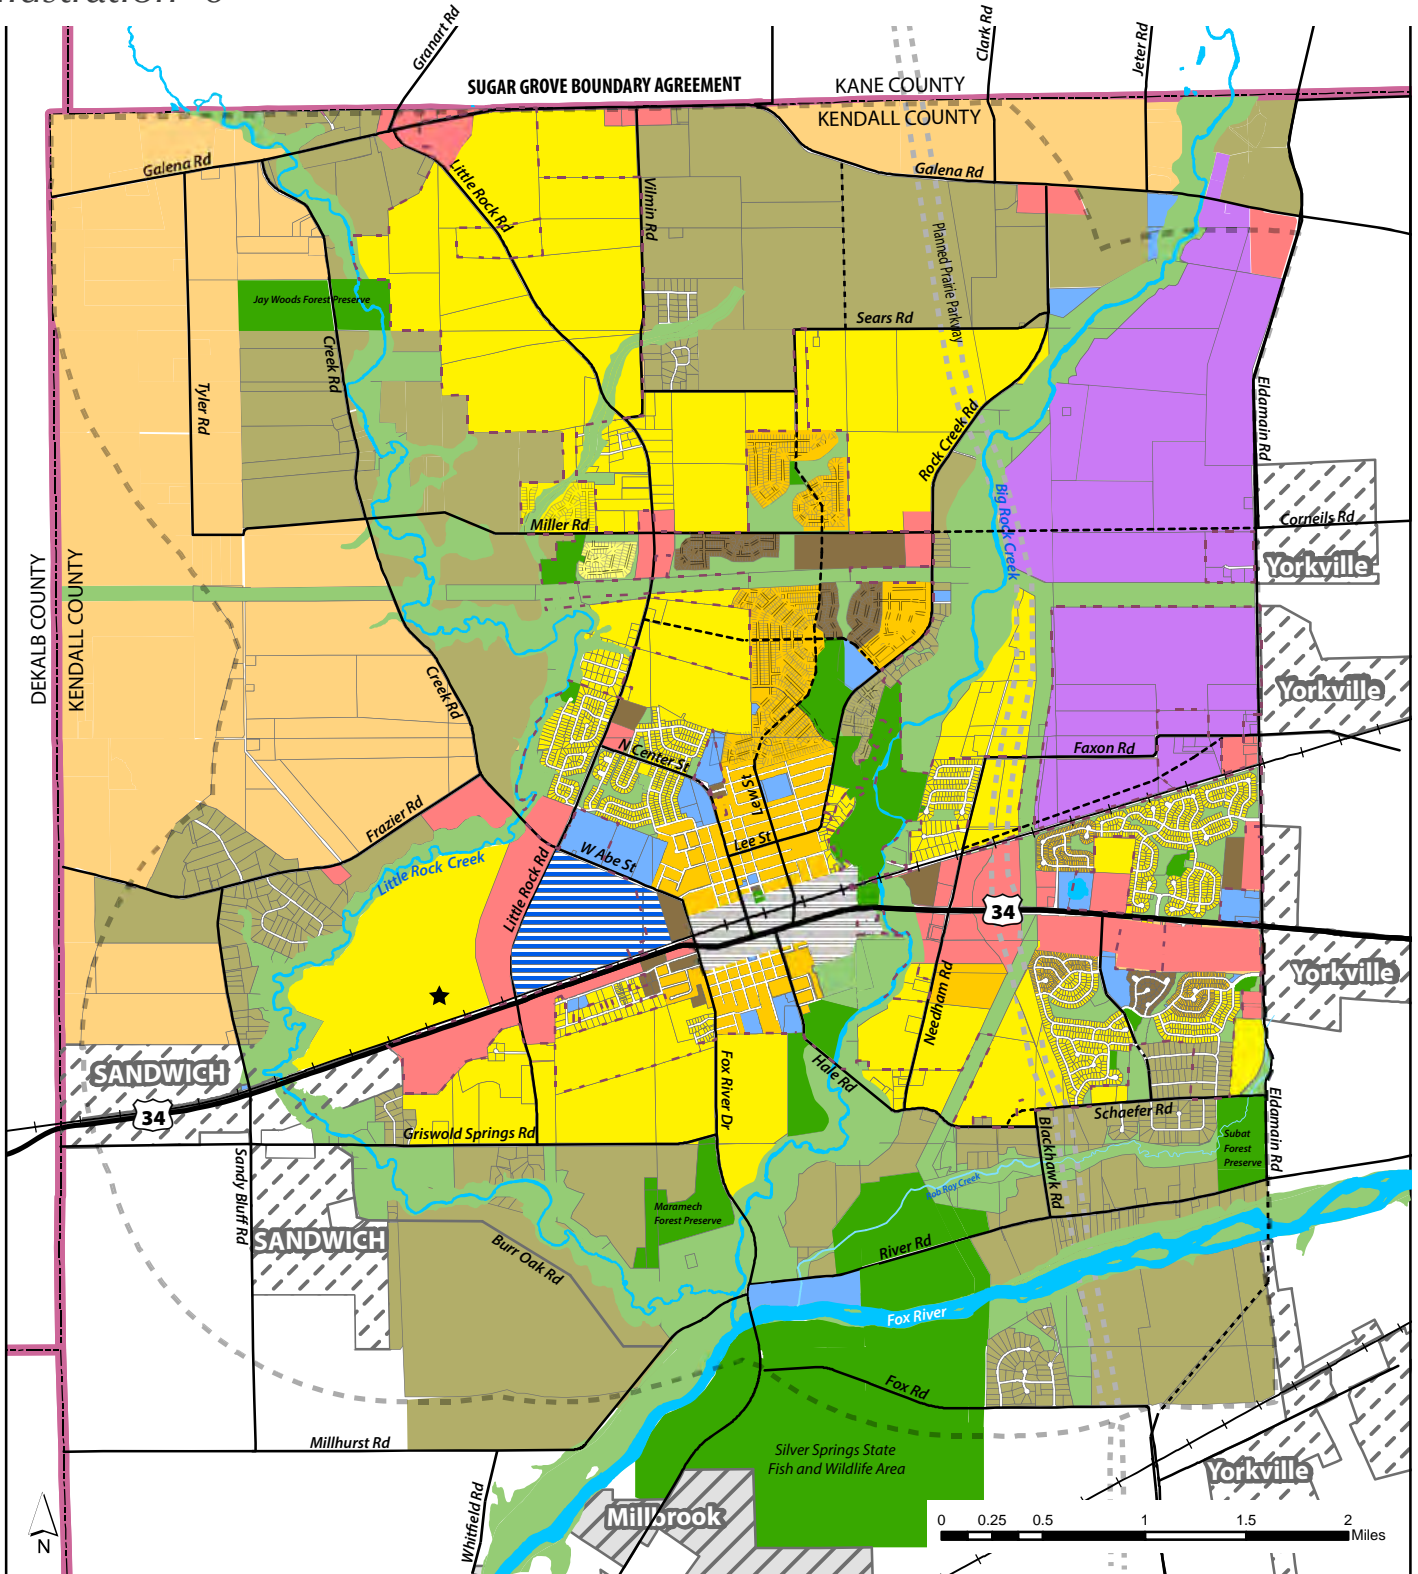 Granart Rd
Clark Rd
Jeter Rd
SUGAR GROVE BOUNDARY AGREEMENT
KANE COUNTY
KENDALL COUNTY
Galena Rd
Little Rock Rd
Vilmin Rd
Galena Rd
Planned Prairie Parkway
Jay Woods Forest Preserve
Sears Rd
Creek Rd
Tyler Rd
Eldamain Rd
Rock Creek Rd
Big Rock Creek
Miller Rd
Corneils Rd
Yorkville
DEKALB COUNTY
KENDALL COUNTY
Creek Rd
Yorkville
N Center St
Faxon Rd
Lew St
Frazier Rd
Lee St
W Abe St
Little Rock Creek
Little Rock Rd
34
Yorkville
Needham Rd
SANDWICH
34
Fox River Dr
Hale Rd
Schaefer Rd
Eldamain Rd
Griswold Springs Rd
Blackhawk Rd
Subat
Forest
Preserve
Sandy Bluff Rd
Rob Roy Creek
Maramech
Forest Preserve
SANDWICH
Burr Oak Rd
River Rd
Fox River
Fox Rd
Millhurst Rd
Silver Springs State
Fish and Wildlife Area
Yorkville
Whitfield Rd
Millbrook
N
0 0.25 0.5 1 1.5 2
Miles